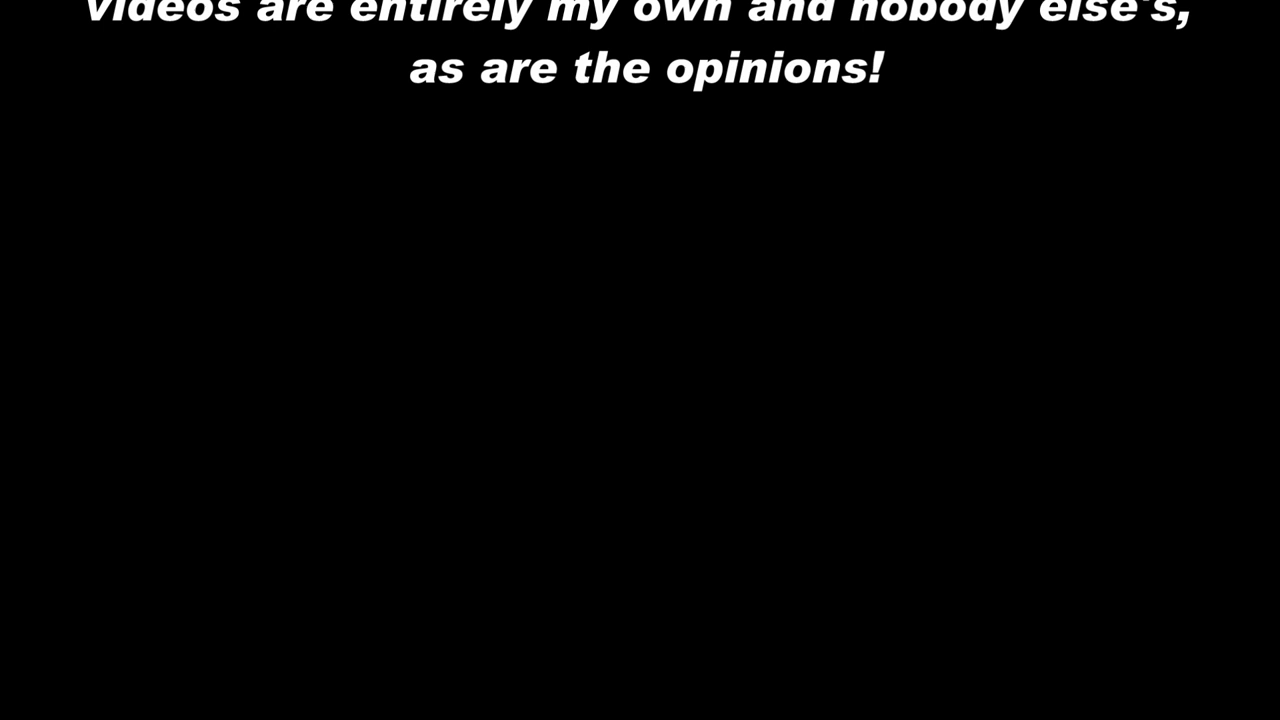 videos are entirely my own and nobody else's,
as are the opinions!